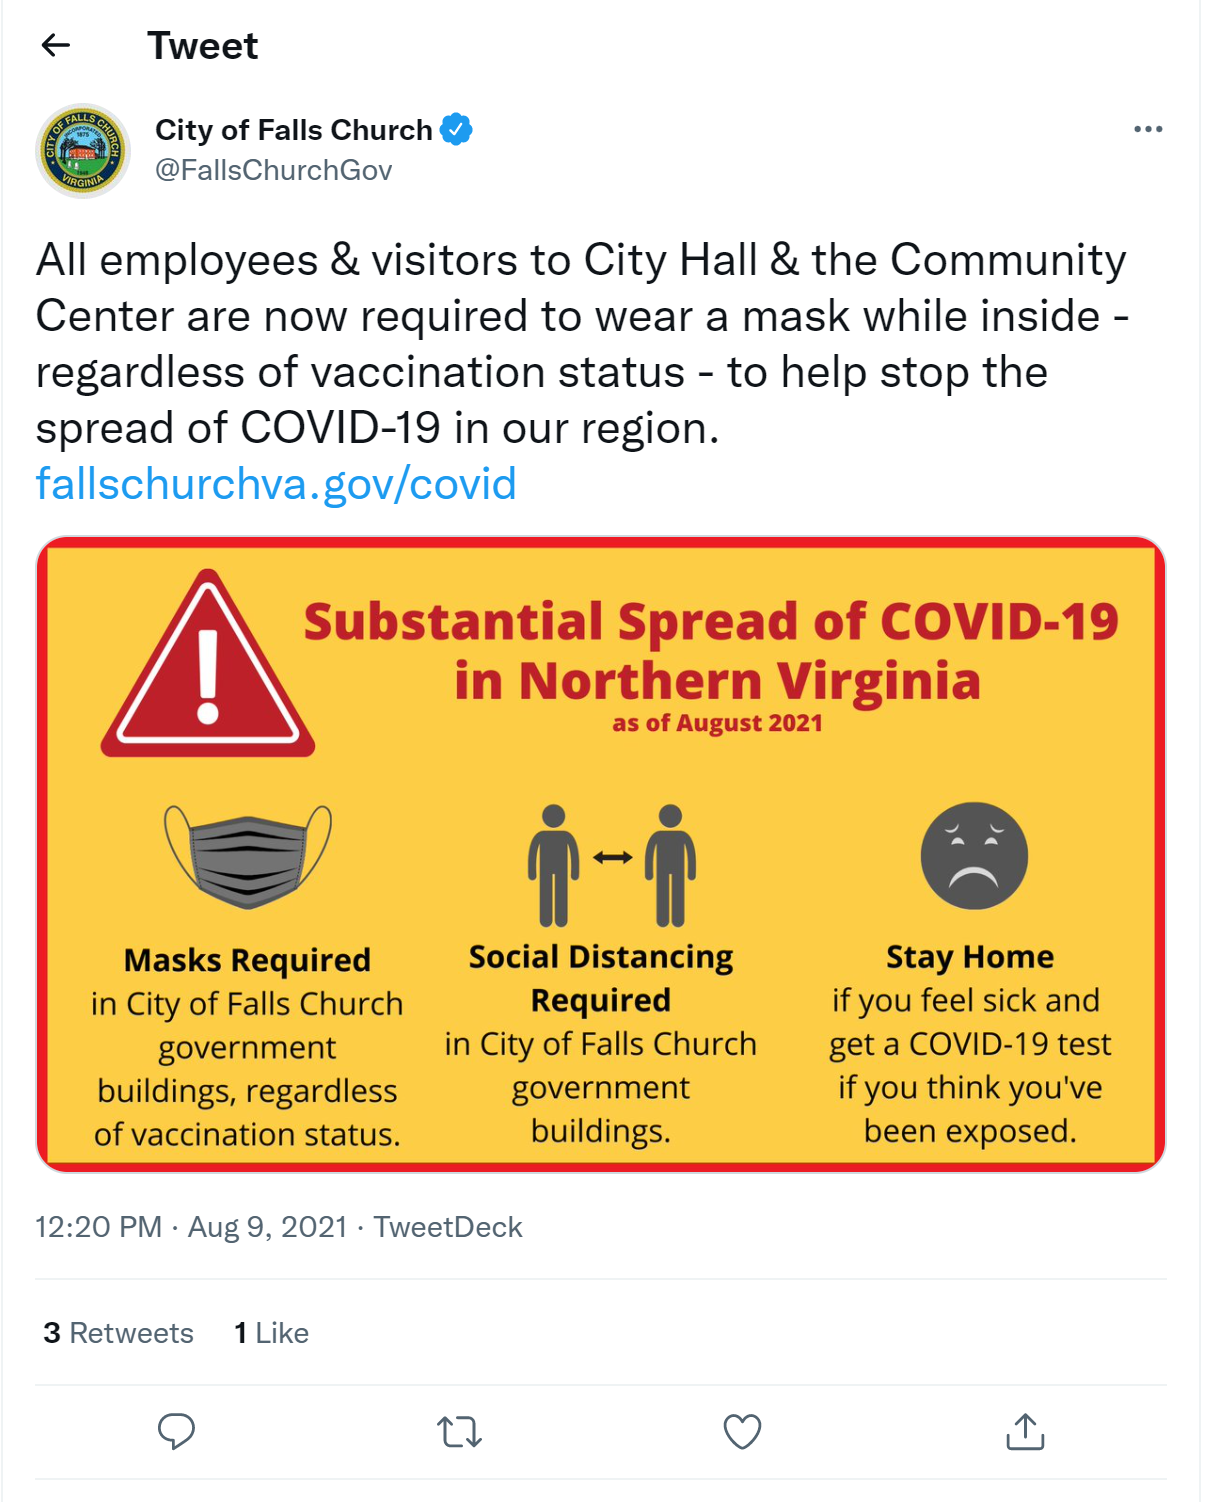 Tweet
City of Falls Church
@FallsChurchGov
CITY OF FALLS CHURCH
INCORPORATED
1875
VIRGINIA
All employees & visitors to City Hall & the Community
Center are now required to wear a mask while inside -
regardless of vaccination status - to help stop the
spread of COVID-19 in our region.
fallschurchva.gov/covid
Substantial Spread of COVID-19
in Northern Virginia
as of August 2021
Masks Required
in City of Falls Church
government
buildings, regardless
of vaccination status.
Social Distancing
Required
in City of Falls Church
government
buildings.
Stay Home
if you feel sick and
get a COVID-19 test
if you think you've
been exposed.
12:20 PM · Aug 9, 2021 · TweetDeck
3 Retweets 1 Like